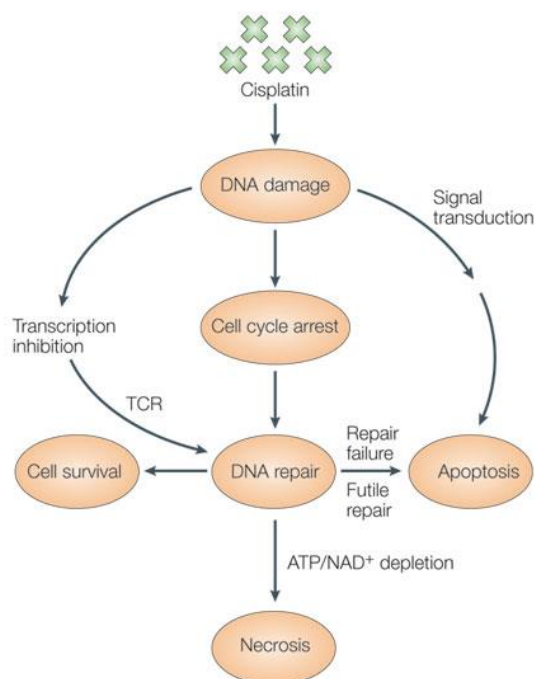 Cisplatin
DNA damage
Signal
transduction
Cell cycle arrest
Transcription
inhibition
TCR
Repair
failure
Cell survival
DNA repair
Apoptosis
Futile
repair
ATP/NAD⁺ depletion
Necrosis